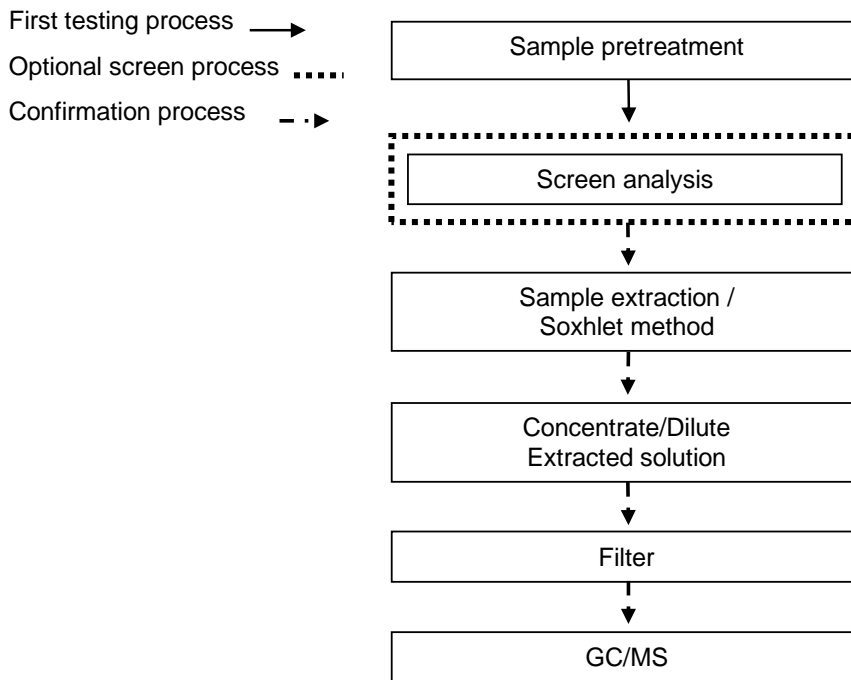 First testing process
Optional screen process
Confirmation process
Sample pretreatment
Screen analysis
Sample extraction /
Soxhlet method
Concentrate/Dilute
Extracted solution
Filter
GC/MS